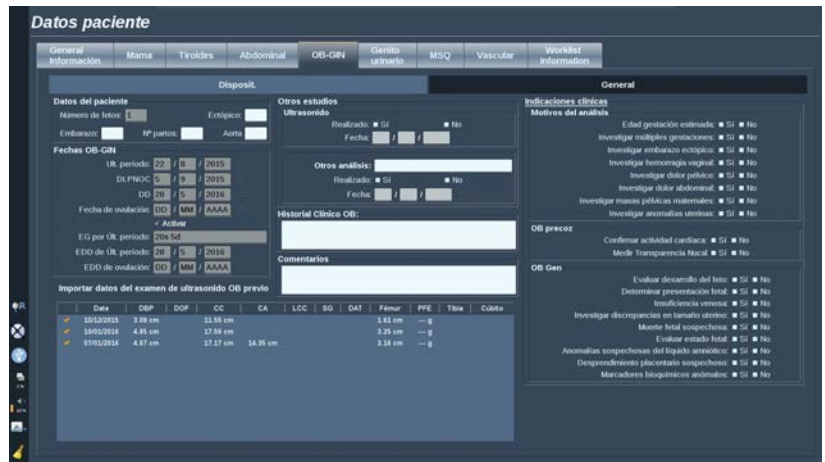 Datos paciente
General Información
Mama
Tiroides
Abdominal
OB-GIN
Genito urinario
MSQ
Vascular
Worklist Information
Disposit.
General
Datos del paciente
Número de fetos: 1 Ectópico:
Embarazo: Nº partos: Aorta
Fechas OB-GIN
Ult. período: 22 / 8 / 2015
DLPNOC 5 / 9 / 2015
DD 28 / 5 / 2016
Fecha de ovulación: DD / MM / AAAA
Activar
EG por Últ. período: 20s 5d
EDD de Últ. período: 28 / 5 / 2016
EDD de ovulación: DD / MM / AAAA
Importar datos del examen de ultrasonido OB previo
Date DBP DOF CC CA LCC SG DAT Fémur PFE Tibia Cúbito
10/12/2015 3.09 cm 11.55 cm 1.61 cm --- g
10/01/2016 4.85 cm 17.59 cm 3.25 cm --- g
07/01/2016 4.67 cm 17.17 cm 14.35 cm 3.18 cm --- g
Otros estudios
Ultrasonido
Realizado: Sí No
Fecha: / /
Otros análisis:
Realizado: Sí No
Fecha: / /
Historial Clínico OB:
Comentarios
Indicaciones clínicas
Motivos del análisis
Edad gestación estimada: Sí No
Investigar múltiples gestaciones: Sí No
Investigar embarazo ectópico: Sí No
Investigar hemorragia vaginal: Sí No
Investigar dolor pélvico: Sí No
Investigar dolor abdominal: Sí No
Investigar masas pélvicas maternales: Sí No
Investigar anomalías uterinas: Sí No
OB precoz
Confirmar actividad cardíaca: Sí No
Medir Transparencia Nucal Sí No
OB Gen
Evaluar desarrollo del feto: Sí No
Determinar presentación fetal: Sí No
Insuficiencia venosa: Sí No
Investigar discrepancias en tamaño uterino: Sí No
Muerte fetal sospechosa: Sí No
Evaluar estado fetal: Sí No
Anomalías sospechosas del líquido amniótico: Sí No
Desprendimiento placentario sospechoso: Sí No
Marcadores bioquímicos anómalos: Sí No
R